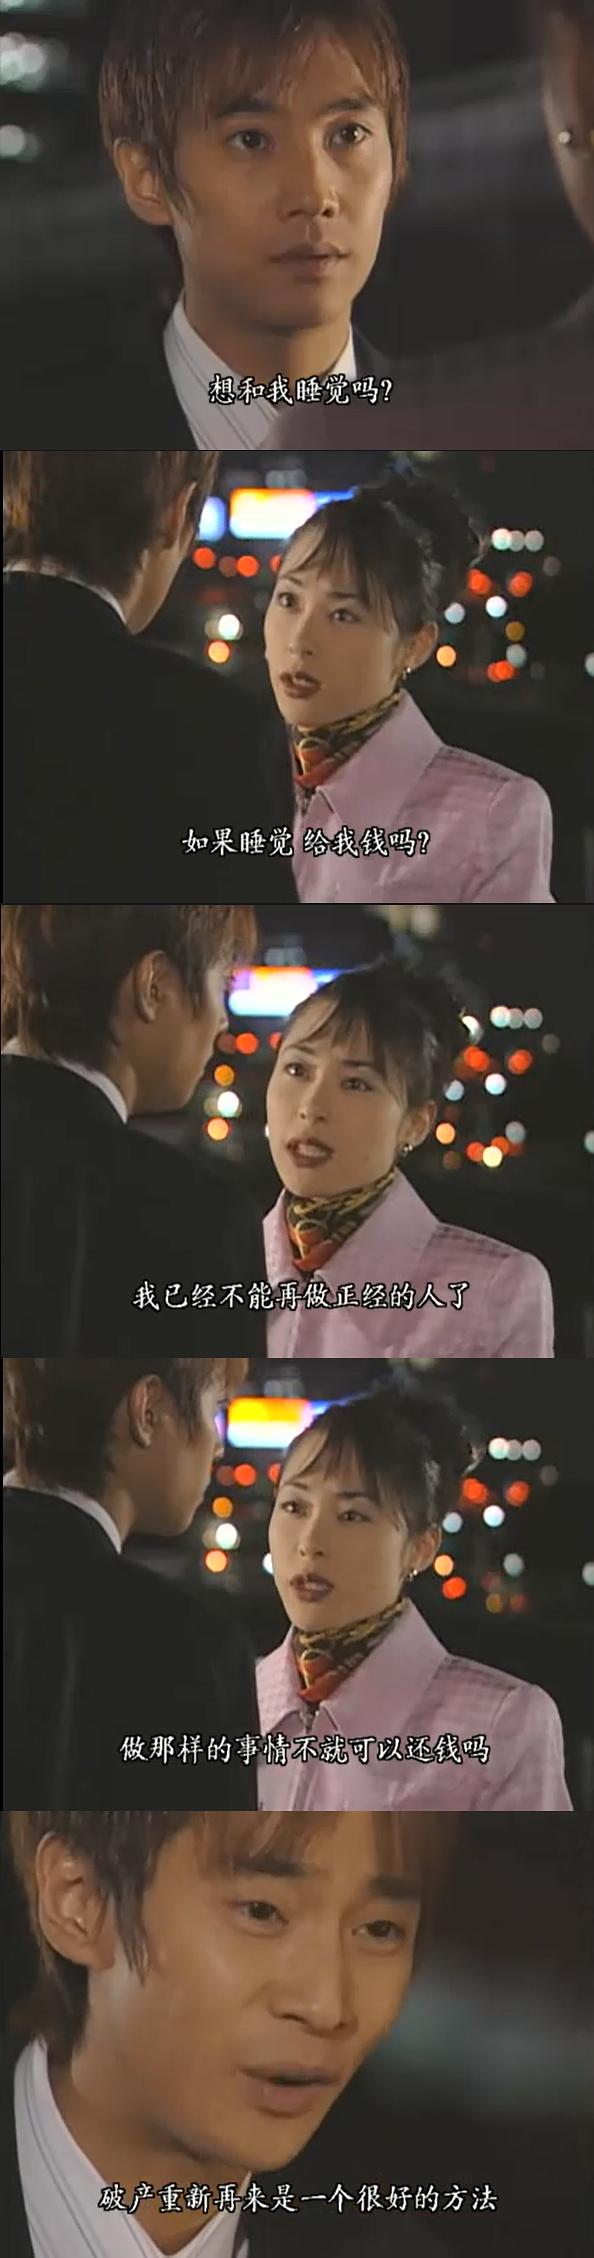 想和我睡觉吗?
如果睡觉 给我钱吗?
我已经不能再做正经的人了
做那样的事情不就可以还钱吗
破产重新再来是一个很好的方法